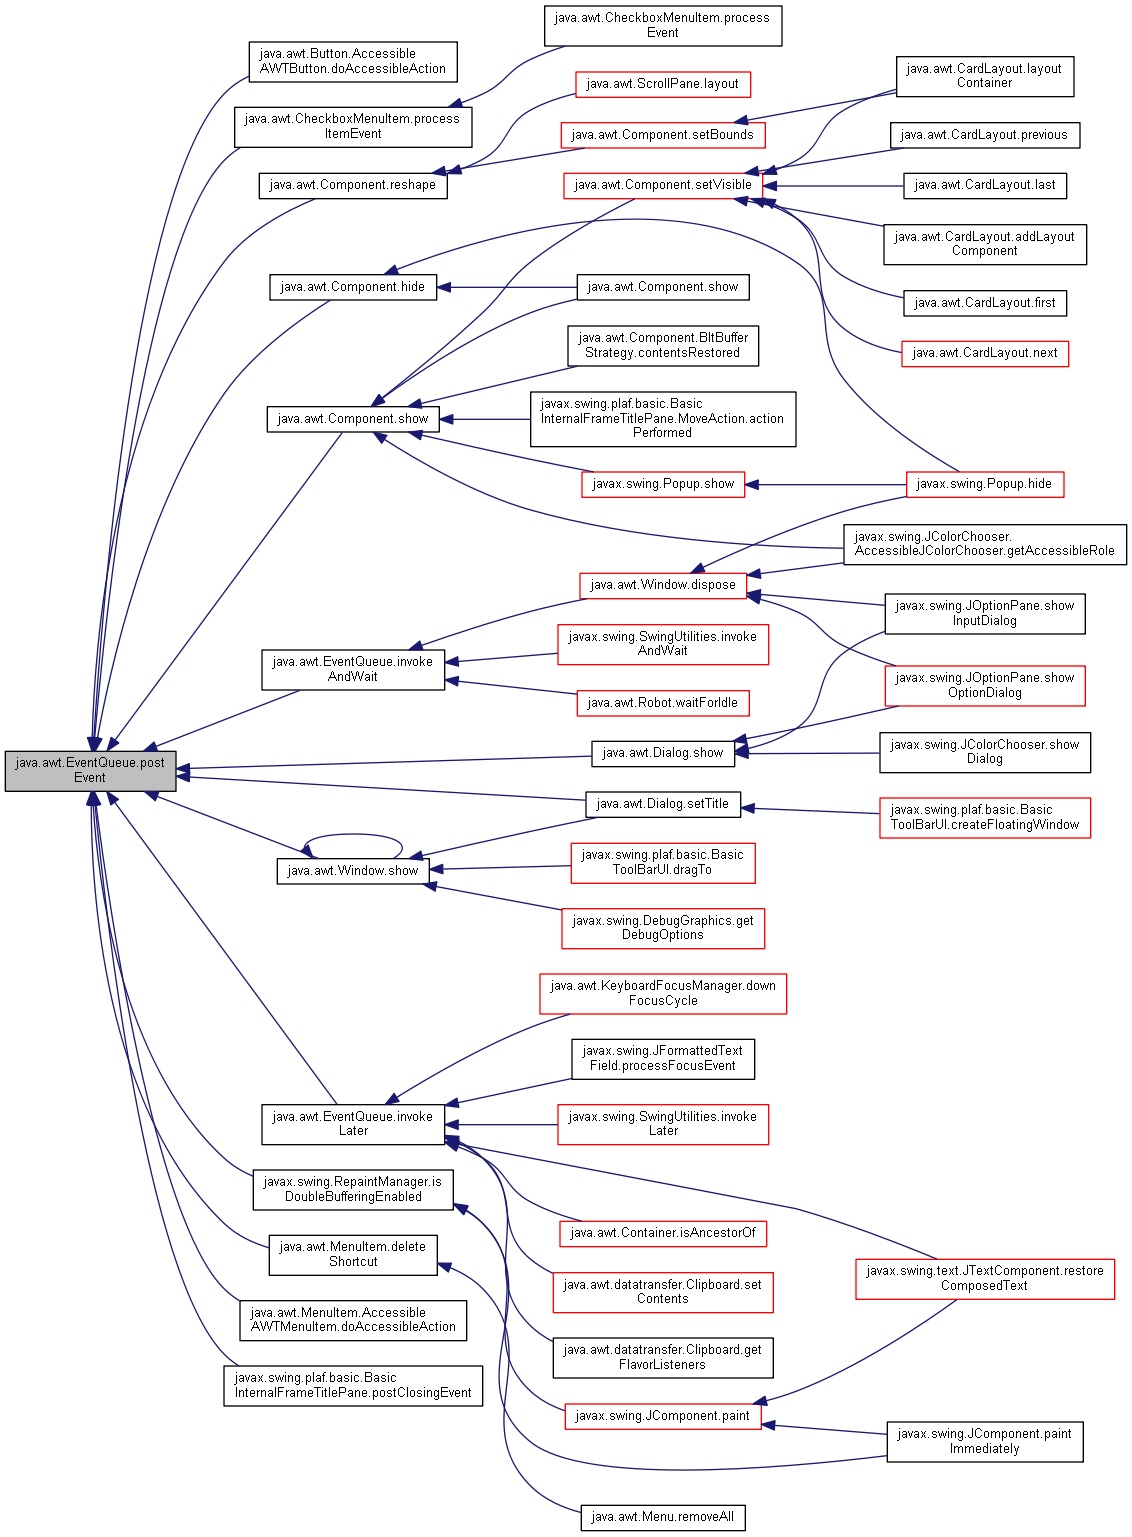 java.awt.CheckboxMenuItem.process
Event
java.awt.Button.Accessible
AWTButton.doAccessibleAction
java.awt.CardLayout.layout
Container
java.awt.ScrollPane.layout
java.awt.CheckboxMenuItem.process
ItemEvent
java.awt.Component.setBounds
java.awt.CardLayout.previous
java.awt.Component.reshape
java.awt.Component.setVisible
java.awt.CardLayout.last
java.awt.CardLayout.addLayout
Component
java.awt.Component.hide
java.awt.Component.show
java.awt.CardLayout.first
java.awt.Component.BltBuffer
Strategy.contentsRestored
java.awt.CardLayout.next
java.awt.Component.show
javax.swing.plaf.basic.Basic
InternalFrameTitlePane.MoveAction.action
Performed
javax.swing.Popup.show
javax.swing.Popup.hide
javax.swing.JColorChooser.
AccessibleJColorChooser.getAccessibleRole
java.awt.Window.dispose
javax.swing.JOptionPane.show
InputDialog
java.awt.EventQueue.invoke
AndWait
javax.swing.SwingUtilities.invoke
AndWait
javax.swing.JOptionPane.show
OptionDialog
java.awt.Robot.waitForIdle
java.awt.EventQueue.post
Event
java.awt.Dialog.show
javax.swing.JColorChooser.show
Dialog
java.awt.Dialog.setTitle
javax.swing.plaf.basic.Basic
ToolBarUI.createFloatingWindow
java.awt.Window.show
javax.swing.plaf.basic.Basic
ToolBarUI.dragTo
javax.swing.DebugGraphics.get
DebugOptions
java.awt.KeyboardFocusManager.down
FocusCycle
javax.swing.JFormattedText
Field.processFocusEvent
java.awt.EventQueue.invoke
Later
javax.swing.SwingUtilities.invoke
Later
javax.swing.RepaintManager.is
DoubleBufferingEnabled
java.awt.Container.isAncestorOf
java.awt.MenuItem.delete
Shortcut
java.awt.datatransfer.Clipboard.set
Contents
javax.swing.text.JTextComponent.restore
ComposedText
java.awt.MenuItem.Accessible
AWTMenuItem.doAccessibleAction
java.awt.datatransfer.Clipboard.get
FlavorListeners
javax.swing.plaf.basic.Basic
InternalFrameTitlePane.postClosingEvent
javax.swing.JComponent.paint
javax.swing.JComponent.paint
Immediately
java.awt.Menu.removeAll